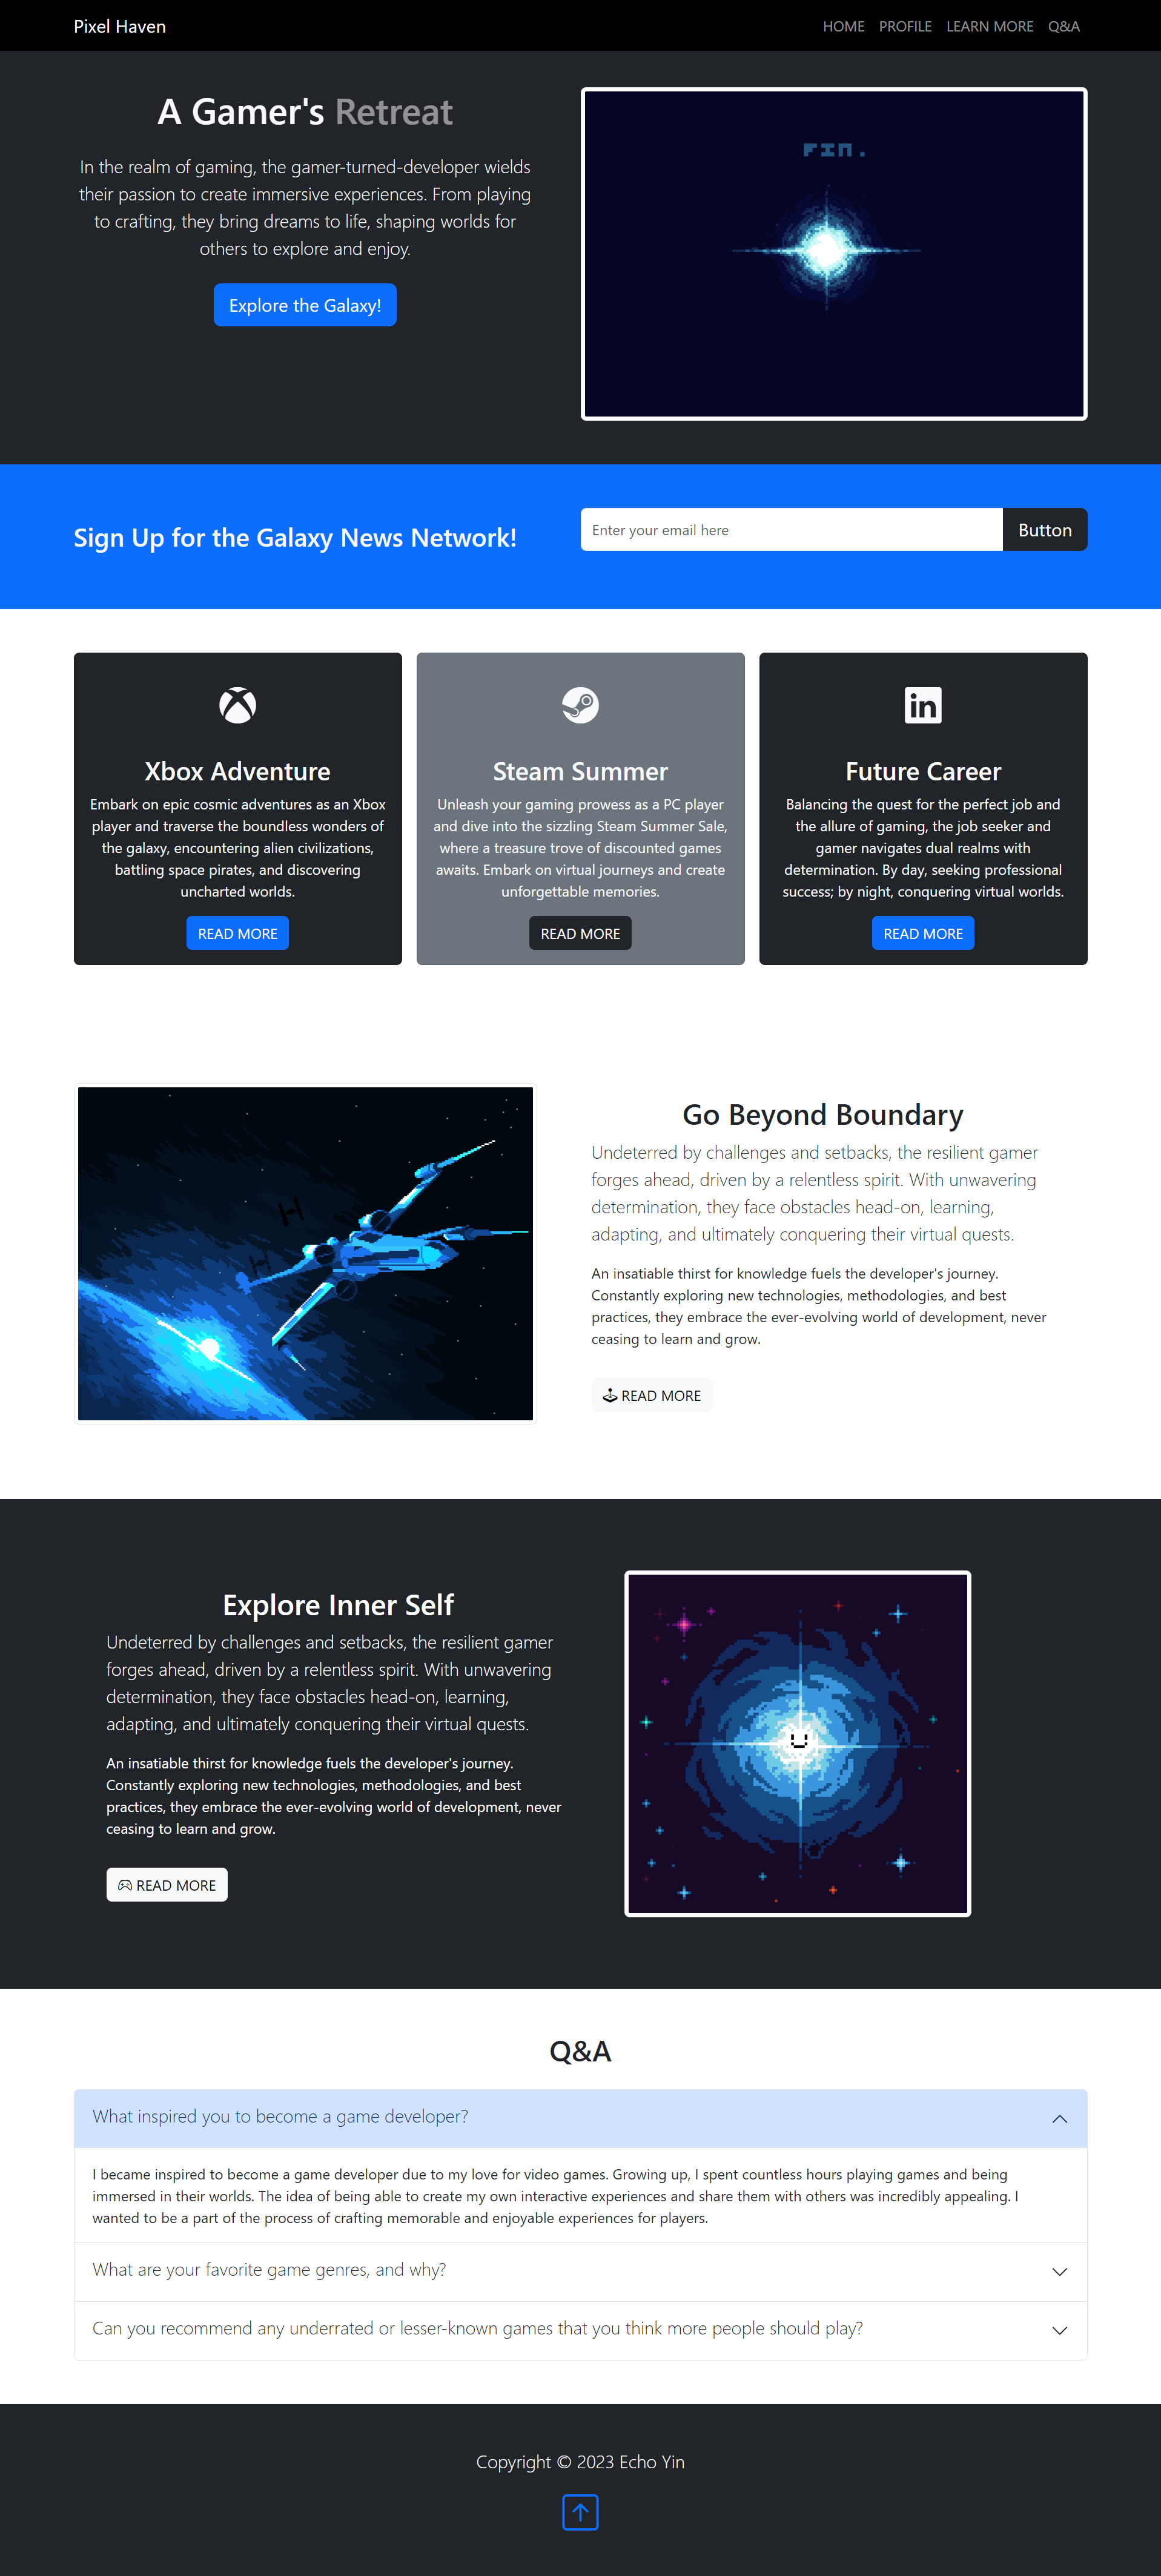 Pixel Haven
HOME PROFILE LEARN MORE Q&A
A Gamer's Retreat
In the realm of gaming, the gamer-turned-developer wields
their passion to create immersive experiences. From playing
to crafting, they bring dreams to life, shaping worlds for
others to explore and enjoy.
Explore the Galaxy!
FIN.
Sign Up for the Galaxy News Network!
Enter your email here
Button
Xbox Adventure
Embark on epic cosmic adventures as an Xbox
player and traverse the boundless wonders of
the galaxy, encountering alien civilizations,
battling space pirates, and discovering
uncharted worlds.
READ MORE
Steam Summer
Unleash your gaming prowess as a PC player
and dive into the sizzling Steam Summer Sale,
where a treasure trove of discounted games
awaits. Embark on virtual journeys and create
unforgettable memories.
READ MORE
in
Future Career
Balancing the quest for the perfect job and
the allure of gaming, the job seeker and
gamer navigates dual realms with
determination. By day, seeking professional
success; by night, conquering virtual worlds.
READ MORE
Go Beyond Boundary
Undeterred by challenges and setbacks, the resilient gamer
forges ahead, driven by a relentless spirit. With unwavering
determination, they face obstacles head-on, learning,
adapting, and ultimately conquering their virtual quests.
An insatiable thirst for knowledge fuels the developer's journey.
Constantly exploring new technologies, methodologies, and best
practices, they embrace the ever-evolving world of development, never
ceasing to learn and grow.
READ MORE
Explore Inner Self
Undeterred by challenges and setbacks, the resilient gamer
forges ahead, driven by a relentless spirit. With unwavering
determination, they face obstacles head-on, learning,
adapting, and ultimately conquering their virtual quests.
An insatiable thirst for knowledge fuels the developer's journey.
Constantly exploring new technologies, methodologies, and best
practices, they embrace the ever-evolving world of development, never
ceasing to learn and grow.
READ MORE
Q&A
What inspired you to become a game developer?
I became inspired to become a game developer due to my love for video games. Growing up, I spent countless hours playing games and being
immersed in their worlds. The idea of being able to create my own interactive experiences and share them with others was incredibly appealing. I
wanted to be a part of the process of crafting memorable and enjoyable experiences for players.
What are your favorite game genres, and why?
Can you recommend any underrated or lesser-known games that you think more people should play?
Copyright © 2023 Echo Yin